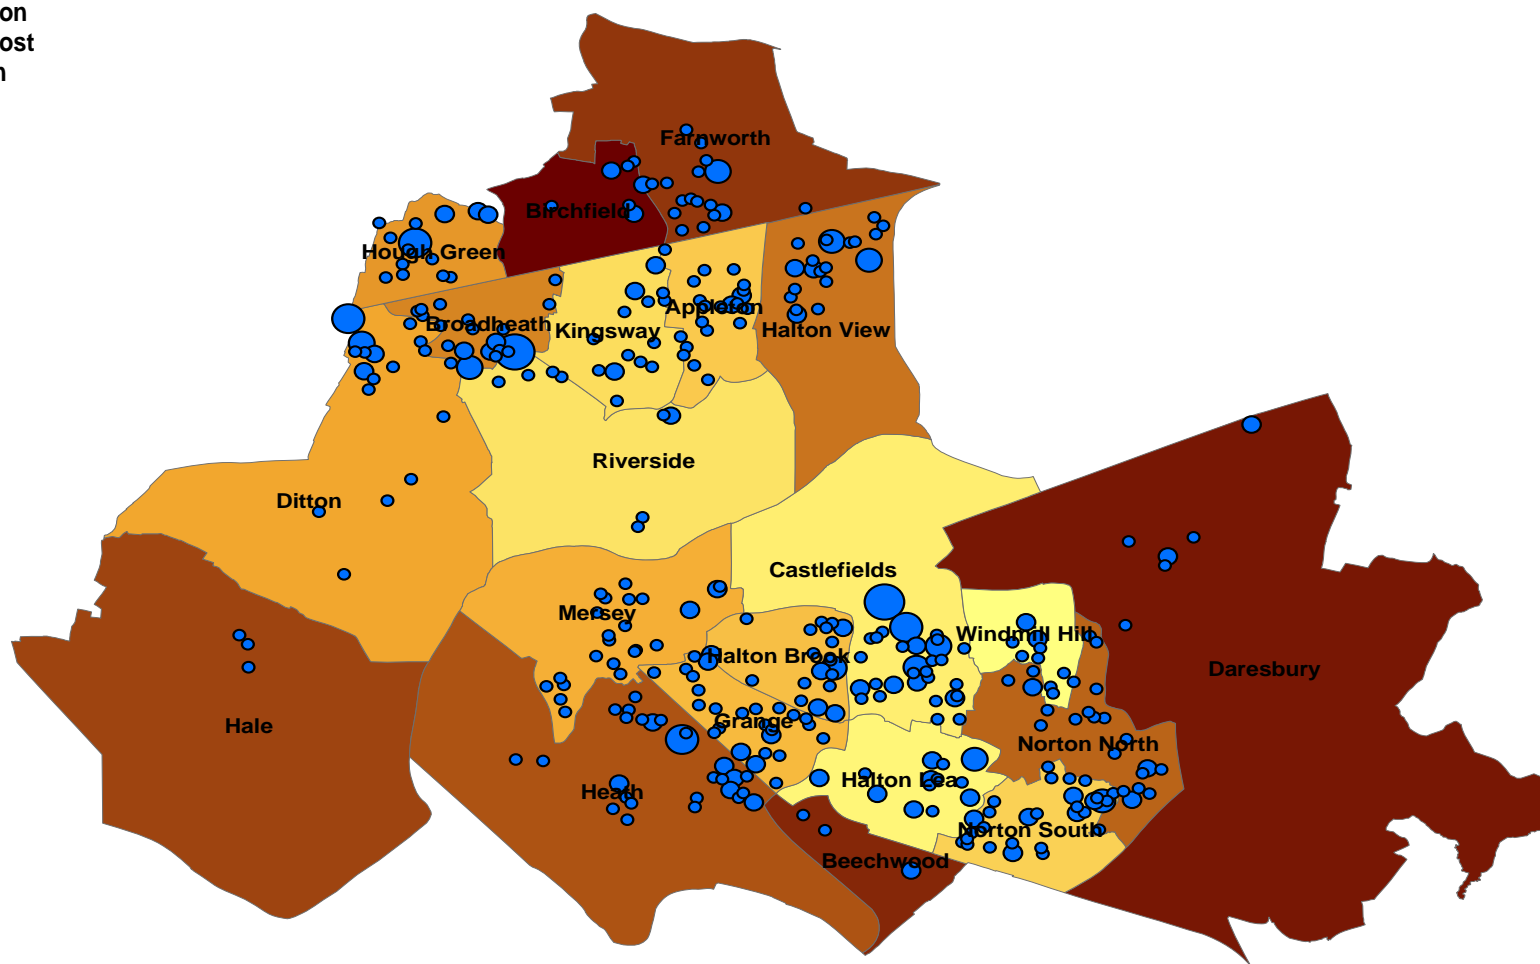 on
ost
n
Farnworth
Birchfield
Hough Green
Broadheath
Kingsway
Appleton
Halton View
Riverside
Ditton
Castlefields
Mersey
Windmill Hill
Halton Brook
Daresbury
Hale
Grange
Norton North
Heath
Halton Lea
Norton South
Beechwood